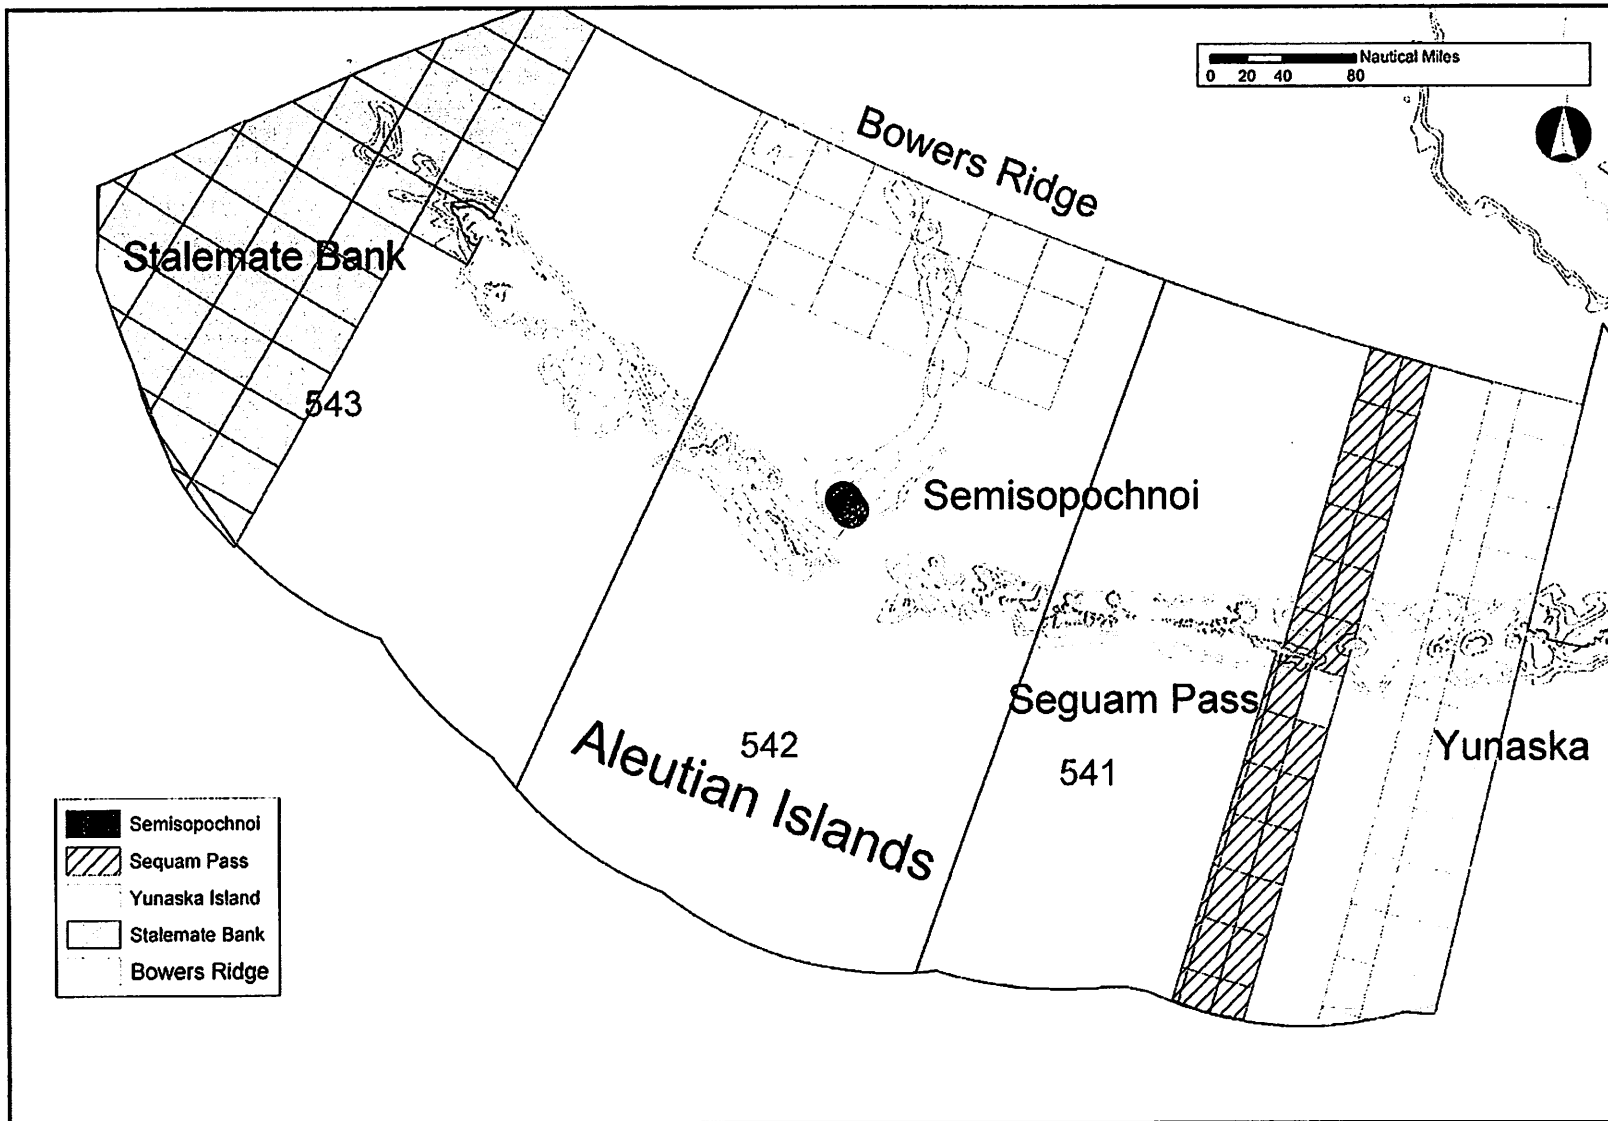 Nautical Miles
0 20 40 80
Bowers Ridge
Stalemate Bank
543
Semisopochnoi
Seguam Pass
542
541
Yunaska
Aleutian Islands
Semisopochnoi
Sequam Pass
Yunaska Island
Stalemate Bank
Bowers Ridge